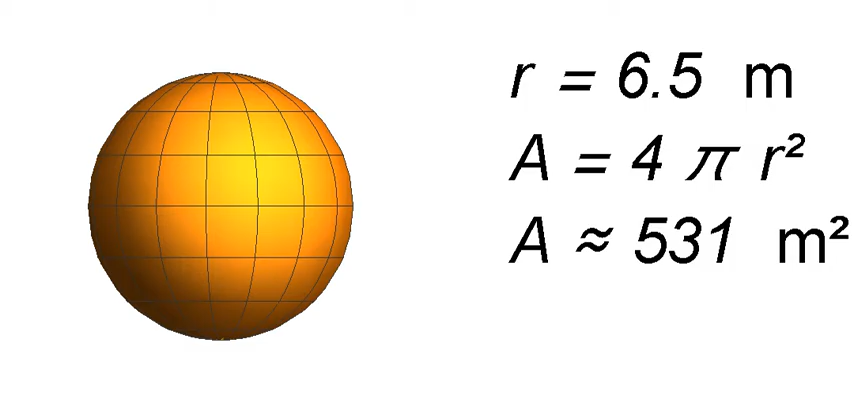 r = 6.5 m
A = 4 π r²
A ≈ 531 m²